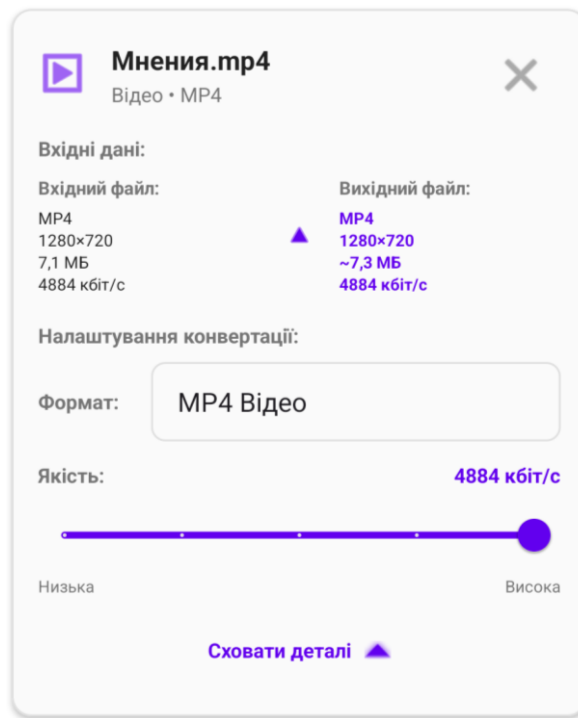 Мнения.mp4
Відео • MP4
Вхідні дані:
Вхідний файл:
MP4
1280×720
7,1 МБ
4884 кбіт/с
Вихідний файл:
MP4
1280×720
~7,3 МБ
4884 кбіт/с
Налаштування конвертації:
Формат: MP4 Відео
Якість: 4884 кбіт/с
Низька Висока
Сховати деталі